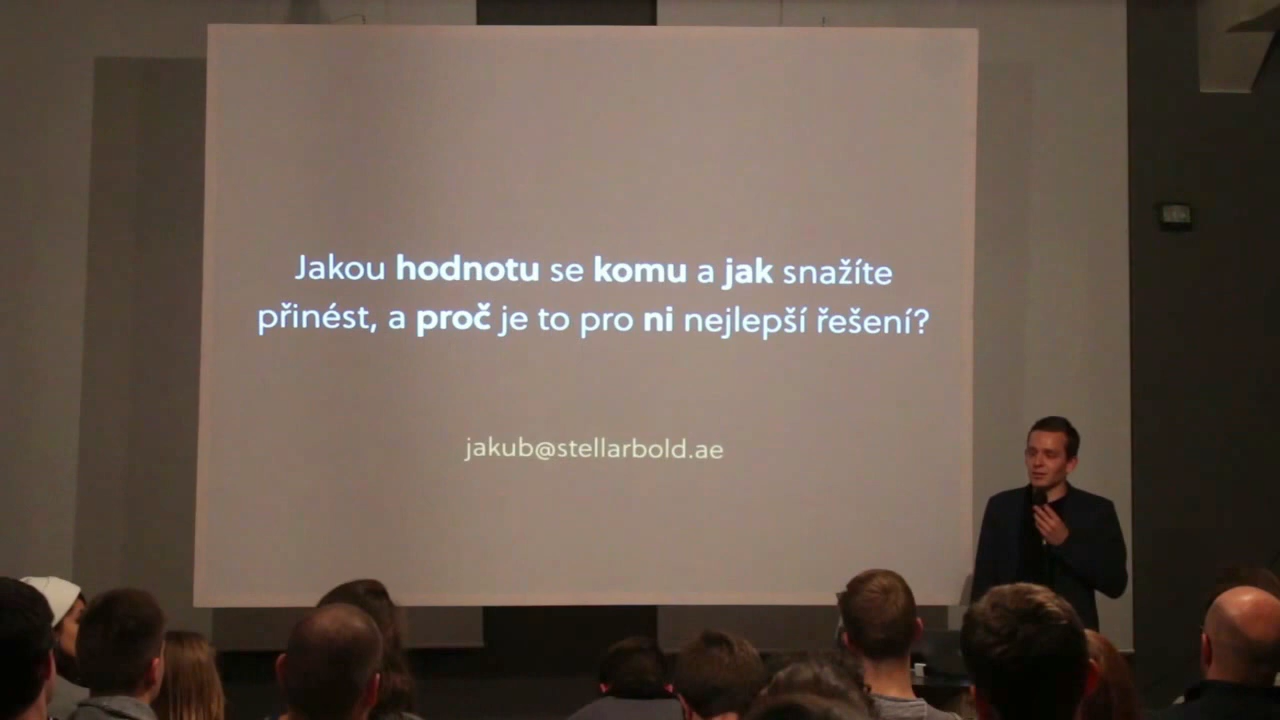 Jakou hodnotu se komu a jak snažíte
přinést, a proč je to pro ni nejlepší řešení?
jakub@stellarbold.ae